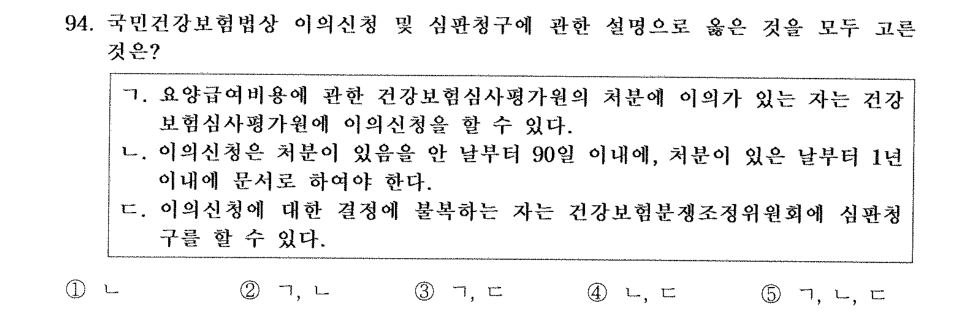 94. 국민건강보험법상 이의신청 및 심판청구에 관한 설명으로 옳은 것을 모두 고른
것은?
ㄱ. 요양급여비용에 관한 건강보험심사평가원의 처분에 이의가 있는 자는 건강
보험심사평가원에 이의신청을 할 수 있다.
ㄴ. 이의신청은 처분이 있음을 안 날부터 90일 이내에, 처분이 있은 날부터 1년
이내에 문서로 하여야 한다.
ㄷ. 이의신청에 대한 결정에 불복하는 자는 건강보험분쟁조정위원회에 심판청
구를 할 수 있다.
① ㄴ ② ㄱ, ㄴ ③ ㄱ, ㄷ ④ ㄴ, ㄷ ⑤ ㄱ, ㄴ, ㄷ